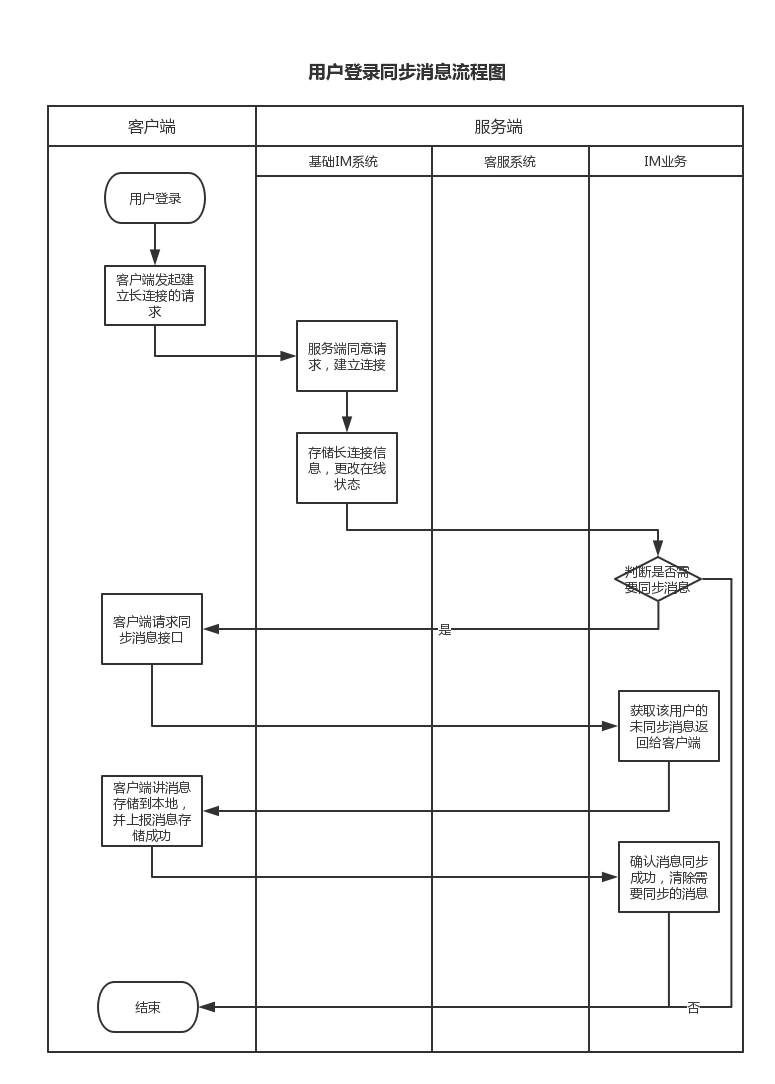 用户登录同步消息流程图
客户端
服务端
基础IM系统
客服系统
IM业务
用户登录
客户端发起建
立长连接的请
求
服务端同意请
求，建立连接
存储长连接信
息，更改在线
状态
判断是否需
要同步消息
客户端请求同
步消息接口
是
获取该用户的
未同步消息返
回给客户端
客户端讲消息
存储到本地，
并上报消息存
储成功
确认消息同步
成功，清除需
要同步的消息
结束
否